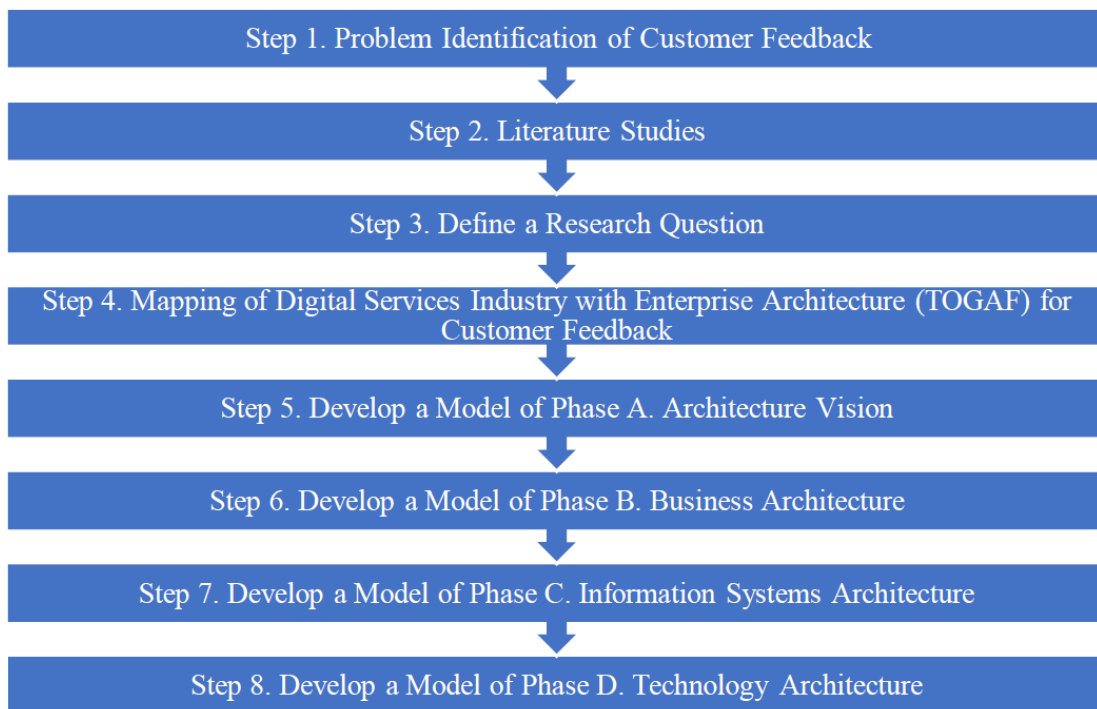 Step 1. Problem Identification of Customer Feedback
Step 2. Literature Studies
Step 3. Define a Research Question
Step 4. Mapping of Digital Services Industry with Enterprise Architecture (TOGAF) for
Customer Feedback
Step 5. Develop a Model of Phase A. Architecture Vision
Step 6. Develop a Model of Phase B. Business Architecture
Step 7. Develop a Model of Phase C. Information Systems Architecture
Step 8. Develop a Model of Phase D. Technology Architecture